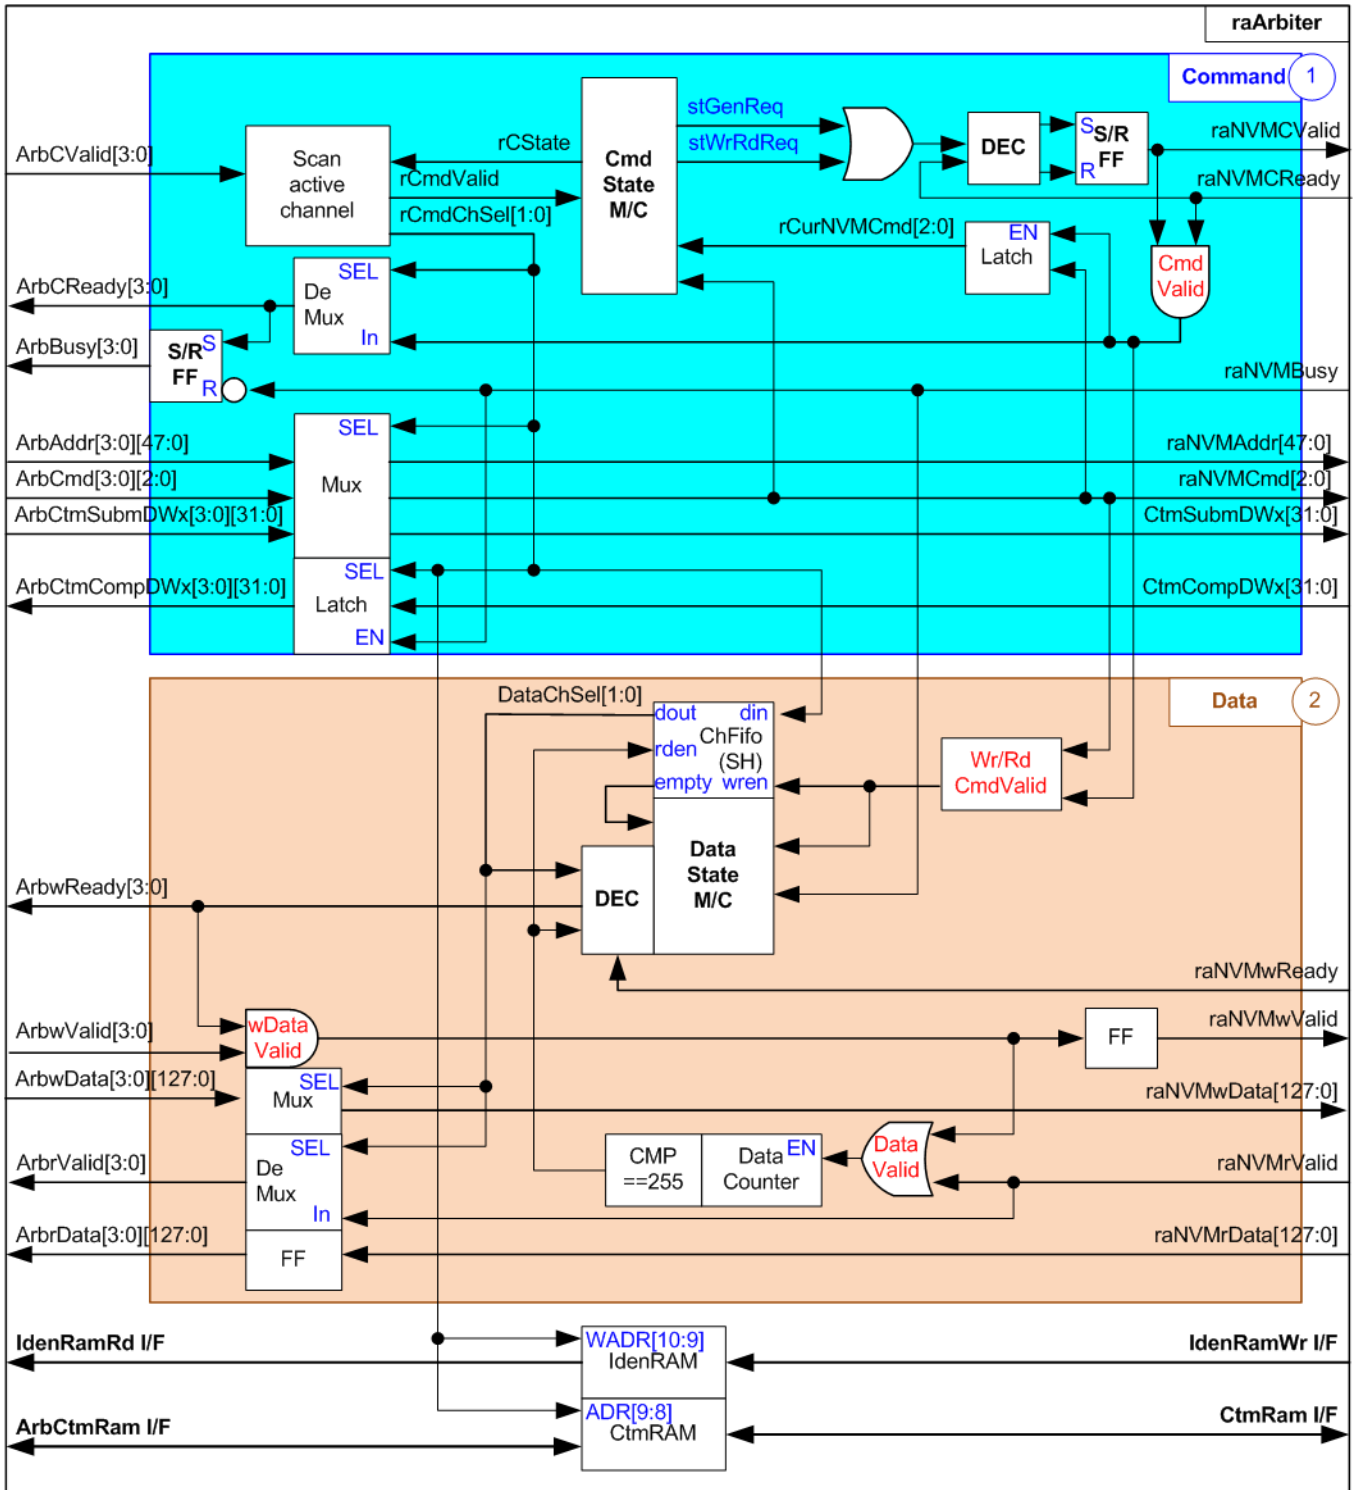 raArbiter
Command 1
stGenReq
stWrRdReq
rCState
rCmdValid
rCmdChSel[1:0]
ArbCValid[3:0]
Scan
active
channel
Cmd
State
M/C
DEC
S
R
S/R
FF
raNVMCValid
raNVMCReady
rCurNVMCmd[2:0]
EN
Latch
Cmd
Valid
ArbCReady[3:0]
SEL
De
Mux
In
ArbBusy[3:0]
S/R
FF
S
R
raNVMBusy
ArbAddr[3:0][47:0]
ArbCmd[3:0][2:0]
ArbCtmSubmDWx[3:0][31:0]
SEL
Mux
raNVMAddr[47:0]
raNVMCmd[2:0]
CtmSubmDWx[31:0]
ArbCtmCompDWx[3:0][31:0]
SEL
Latch
EN
CtmCompDWx[31:0]
Data 2
DataChSel[1:0]
dout din
ChFifo
rden
(SH)
empty wren
Wr/Rd
CmdValid
Data
State
M/C
DEC
ArbwReady[3:0]
raNVMwReady
ArbwValid[3:0]
wData
Valid
FF
raNVMwValid
ArbwData[3:0][127:0]
SEL
Mux
raNVMwData[127:0]
ArbrValid[3:0]
SEL
De
Mux
In
CMP
==255
Data
Counter
EN
Data
Valid
raNVMrValid
ArbrData[3:0][127:0]
FF
raNVMrData[127:0]
IdenRamRd I/F
WADR[10:9]
IdenRAM
IdenRamWr I/F
ArbCtmRam I/F
ADR[9:8]
CtmRAM
CtmRam I/F